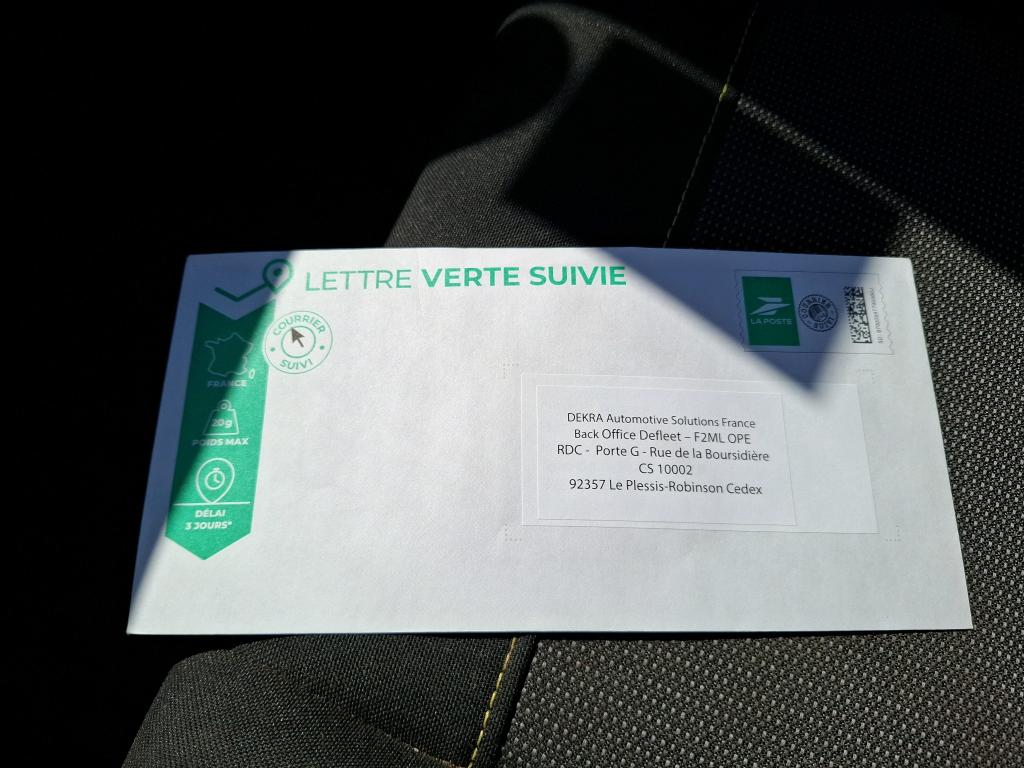 LETTRE VERTE SUIVIE
COURRIER
SUIVI
FRANCE
20g
POIDS MAX
DÉLAI
3 JOURS*
LA POSTE
DEKRA Automotive Solutions France
Back Office Defleet – F2ML OPE
RDC - Porte G - Rue de la Boursidière
CS 10002
92357 Le Plessis-Robinson Cedex